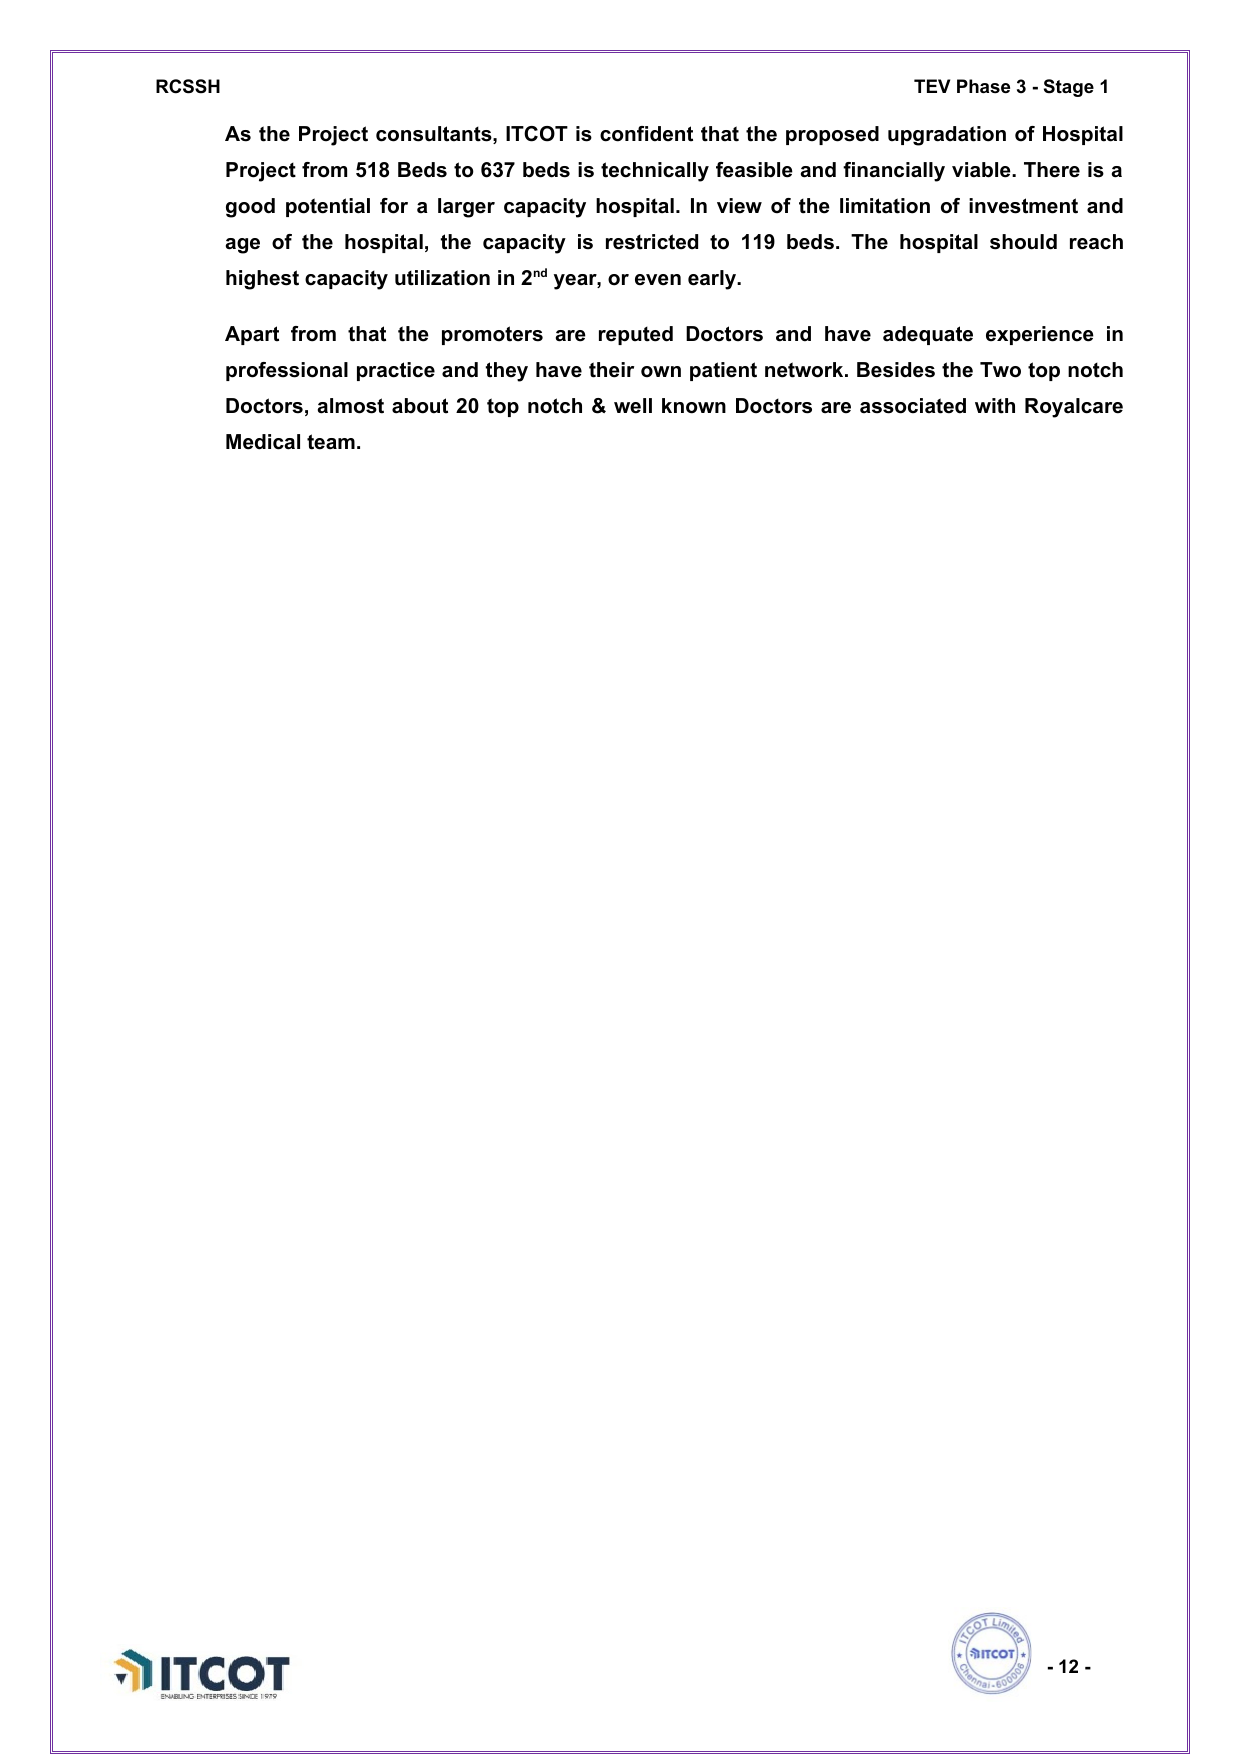 RCSSH TEV Phase 3 - Stage 1
As the Project consultants, ITCOT is confident that the proposed upgradation of Hospital
Project from 518 Beds to 637 beds is technically feasible and financially viable. There is a
good potential for a larger capacity hospital. In view of the limitation of investment and
age of the hospital, the capacity is restricted to 119 beds. The hospital should reach
highest capacity utilization in 2nd year, or even early.
Apart from that the promoters are reputed Doctors and have adequate experience in
professional practice and they have their own patient network. Besides the Two top notch
Doctors, almost about 20 top notch & well known Doctors are associated with Royalcare
Medical team.
ITCOT
ENABLING ENTERPRISES SINCE 1979
ITCOT Limited
ITCOT
Chennai-600006
- 12 -